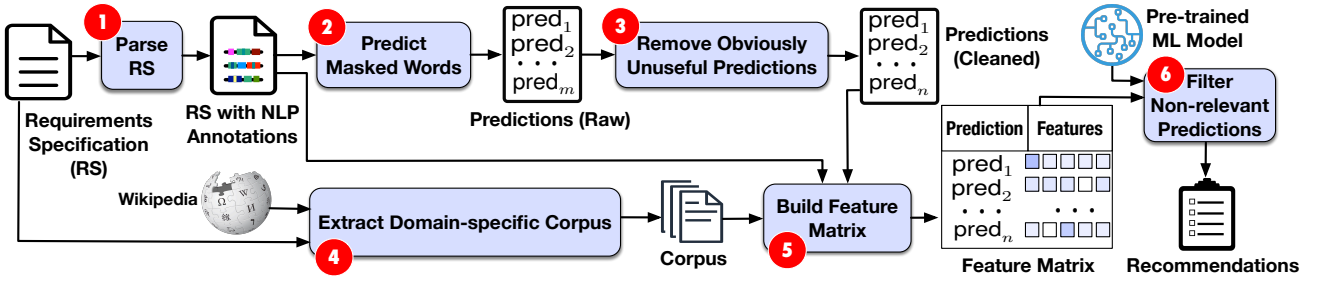 1
Parse
RS
Requirements
Specification
(RS)
RS with NLP
Annotations
2
Predict
Masked Words
pred₁
pred₂
· · ·
predₘ
Predictions (Raw)
3
Remove Obviously
Unuseful Predictions
pred₁
pred₂
· · ·
predₙ
Predictions
(Cleaned)
Pre-trained
ML Model
6
Filter
Non-relevant
Predictions
Wikipedia
Ω
W
И
7
Extract Domain-specific Corpus
4
Corpus
Build Feature
Matrix
5
Prediction Features
pred₁
pred₂
· · · · · ·
predₙ
Feature Matrix
Recommendations